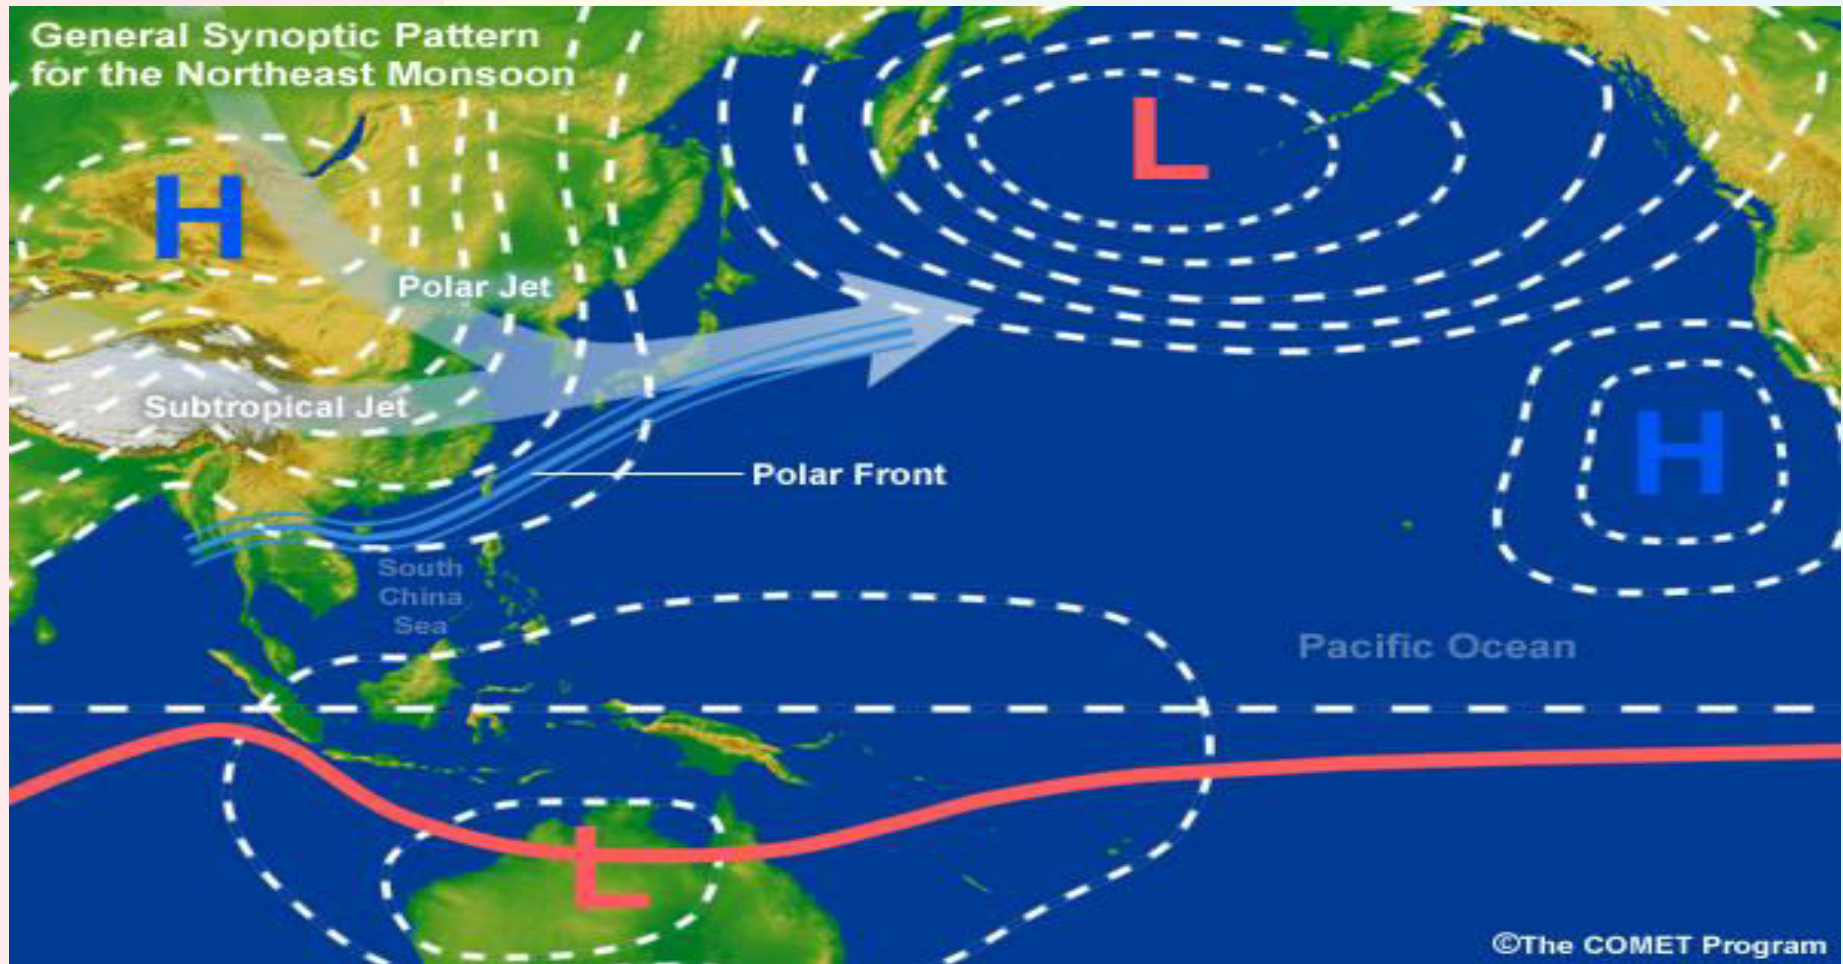 General Synoptic Pattern
for the Northeast Monsoon
L
H
Polar Jet
Subtropical Jet
H
Polar Front
South
China
Sea
Pacific Ocean
L
©The COMET Program